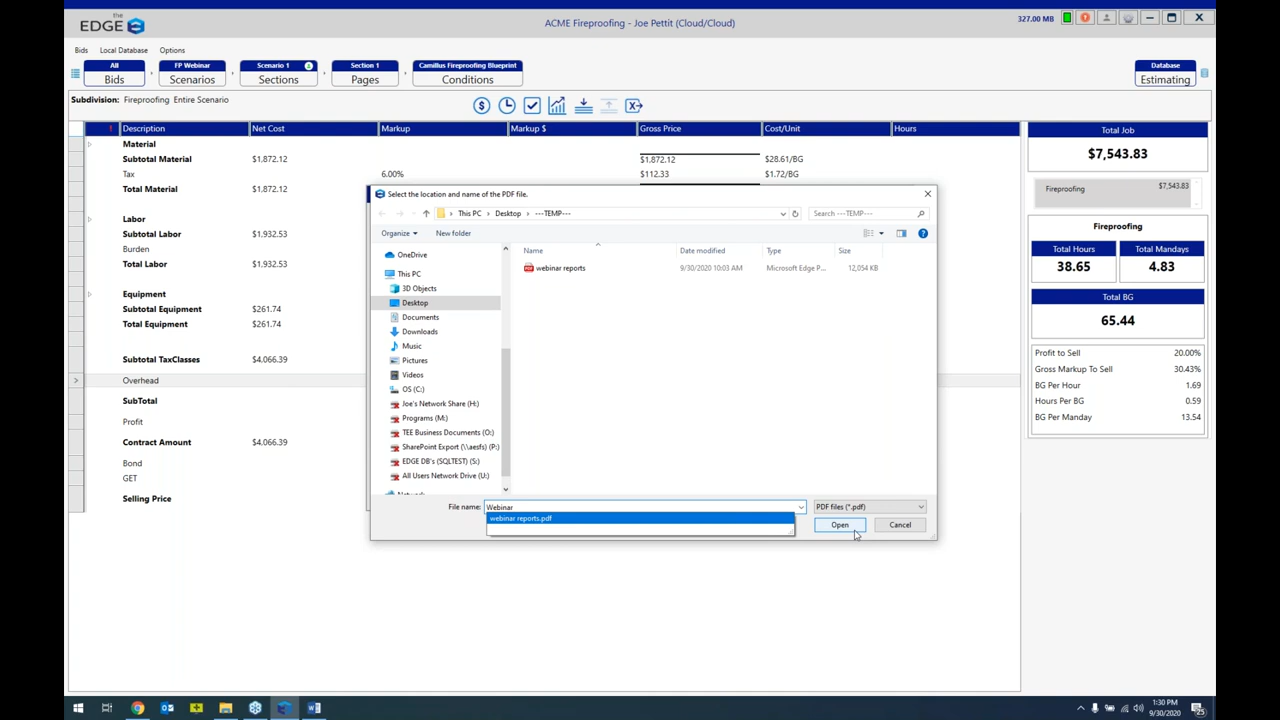 the
EDGE
ACME Fireproofing - Joe Pettit (Cloud/Cloud)
327.00 MB
Bids Local Database Options
All
Bids
FP Webinar
Scenarios
Scenario 1
Sections
Section 1
Pages
Camillus Fireproofing Blueprint
Conditions
Database
Estimating
Subdivision: Fireproofing Entire Scenario
! Description Net Cost Markup Markup $ Gross Price Cost/Unit Hours
Material
Subtotal Material $1,872.12 $1,872.12 $28.61/BG
Tax 6.00% $112.33 $1.72/BG
Total Material $1,872.12
Labor
Subtotal Labor $1,932.53
Burden
Total Labor $1,932.53
Equipment
Subtotal Equipment $261.74
Total Equipment $261.74
Subtotal TaxClasses $4,066.39
Overhead
SubTotal
Profit
Contract Amount $4,066.39
Bond
GET
Selling Price
Select the location and name of the PDF file.
This PC > Desktop > ---TEMP---
Search ---TEMP---
Organize New folder
Name Date modified Type Size
webinar reports 9/30/2020 10:03 AM Microsoft Edge P... 12,054 KB
OneDrive
This PC
3D Objects
Desktop
Documents
Downloads
Music
Pictures
Videos
OS (C:)
Joe's Network Share (H:)
Programs (M:)
TEE Business Documents (O:)
SharePoint Export (\\aesfs) (P:)
EDGE DB's (SQLTEST) (S:)
All Users Network Drive (U:)
Network
File name: Webinar
PDF files (*.pdf)
webinar reports.pdf
Open Cancel
Total Job
$7,543.83
Fireproofing $7,543.83
Fireproofing
Total Hours
38.65
Total Mandays
4.83
Total BG
65.44
Profit to Sell 20.00%
Gross Markup To Sell 30.43%
BG Per Hour 1.69
Hours Per BG 0.59
BG Per Manday 13.54
1:30 PM
9/30/2020
25